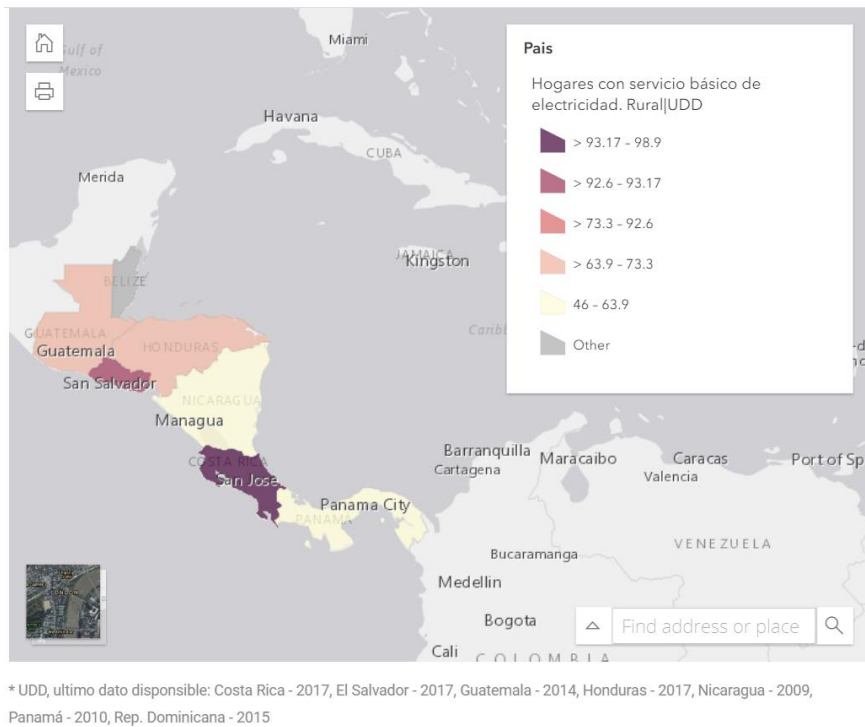 Gulf of
Mexico
Miami
Havana
CUBA
Merida
JAMAICA
Kingston
BELIZE
GUATEMALA
Guatemala
HONDURAS
San Salvador
NICARAGUA
Managua
COSTA RICA
San Jose
Panama City
PANAMA
Barranquilla
Cartagena
Maracaibo
Caracas
Valencia
Port of Sp
VENEZUELA
Bucaramanga
Medellin
Bogota
Cali
COLOMBIA
Pais
Hogares con servicio básico de
electricidad. Rural|UDD
> 93.17 - 98.9
> 92.6 - 93.17
> 73.3 - 92.6
> 63.9 - 73.3
46 - 63.9
Other
LONDON
Find address or place
* UDD, ultimo dato disponsible: Costa Rica - 2017, El Salvador - 2017, Guatemala - 2014, Honduras - 2017, Nicaragua - 2009,
Panamá - 2010, Rep. Dominicana - 2015